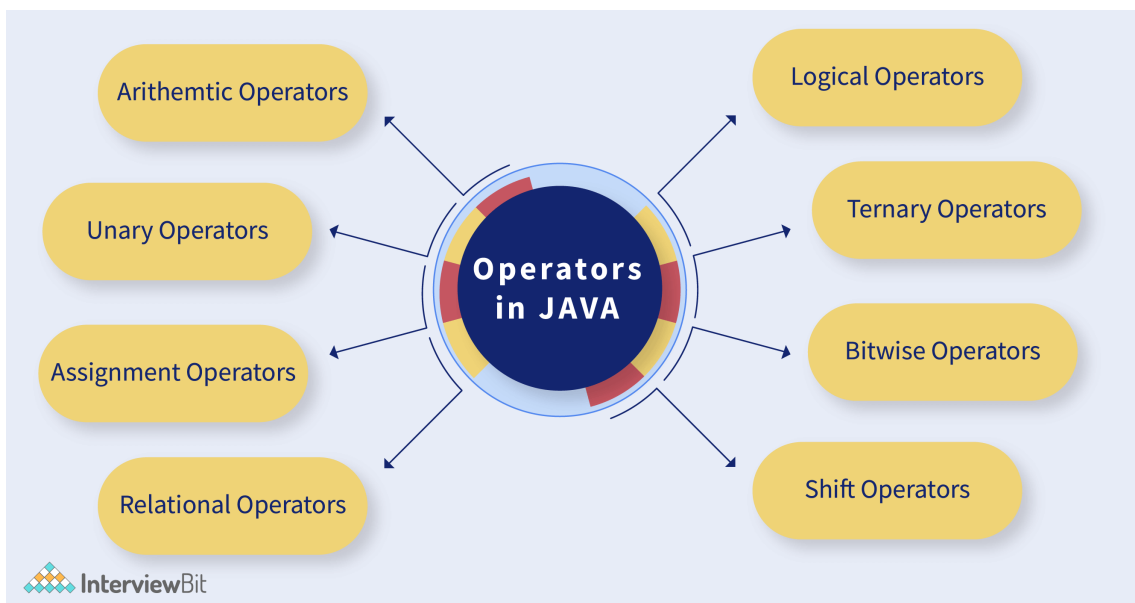 Arithemtic Operators
Unary Operators
Assignment Operators
Relational Operators
Operators
in JAVA
Logical Operators
Ternary Operators
Bitwise Operators
Shift Operators
InterviewBit